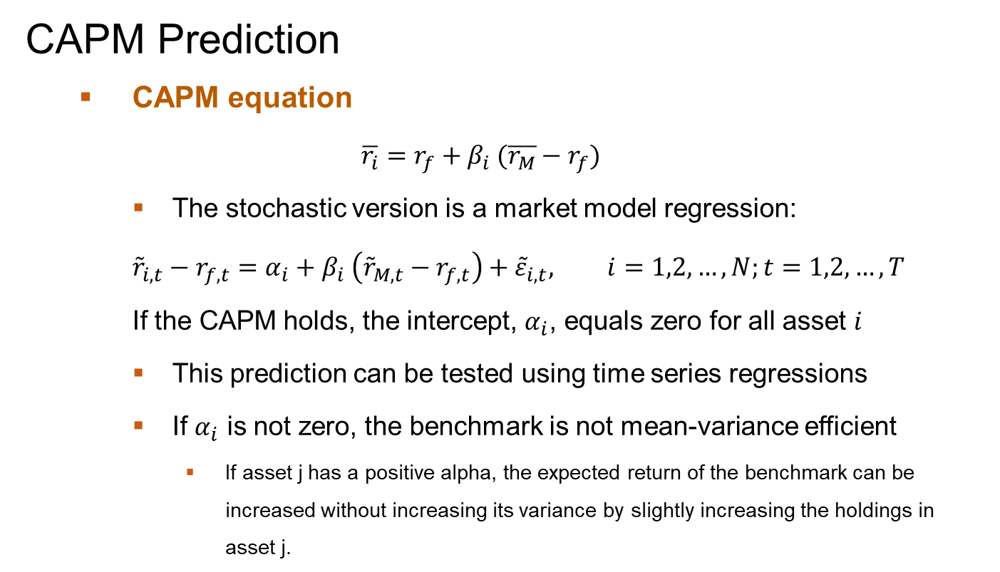 CAPM Prediction
▪ CAPM equation
$\overline{r_i} = r_f + \beta_i \, (\overline{r_M} - r_f)$
▪ The stochastic version is a market model regression:
$\tilde{r}_{i,t} - r_{f,t} = \alpha_i + \beta_i \left(\tilde{r}_{M,t} - r_{f,t}\right) + \tilde{\varepsilon}_{i,t}, \quad i = 1,2, \ldots, N; t = 1,2, \ldots, T$
If the CAPM holds, the intercept, $\alpha_i$, equals zero for all asset $i$
▪ This prediction can be tested using time series regressions
▪ If $\alpha_i$ is not zero, the benchmark is not mean-variance efficient
▪ If asset j has a positive alpha, the expected return of the benchmark can be
increased without increasing its variance by slightly increasing the holdings in
asset j.